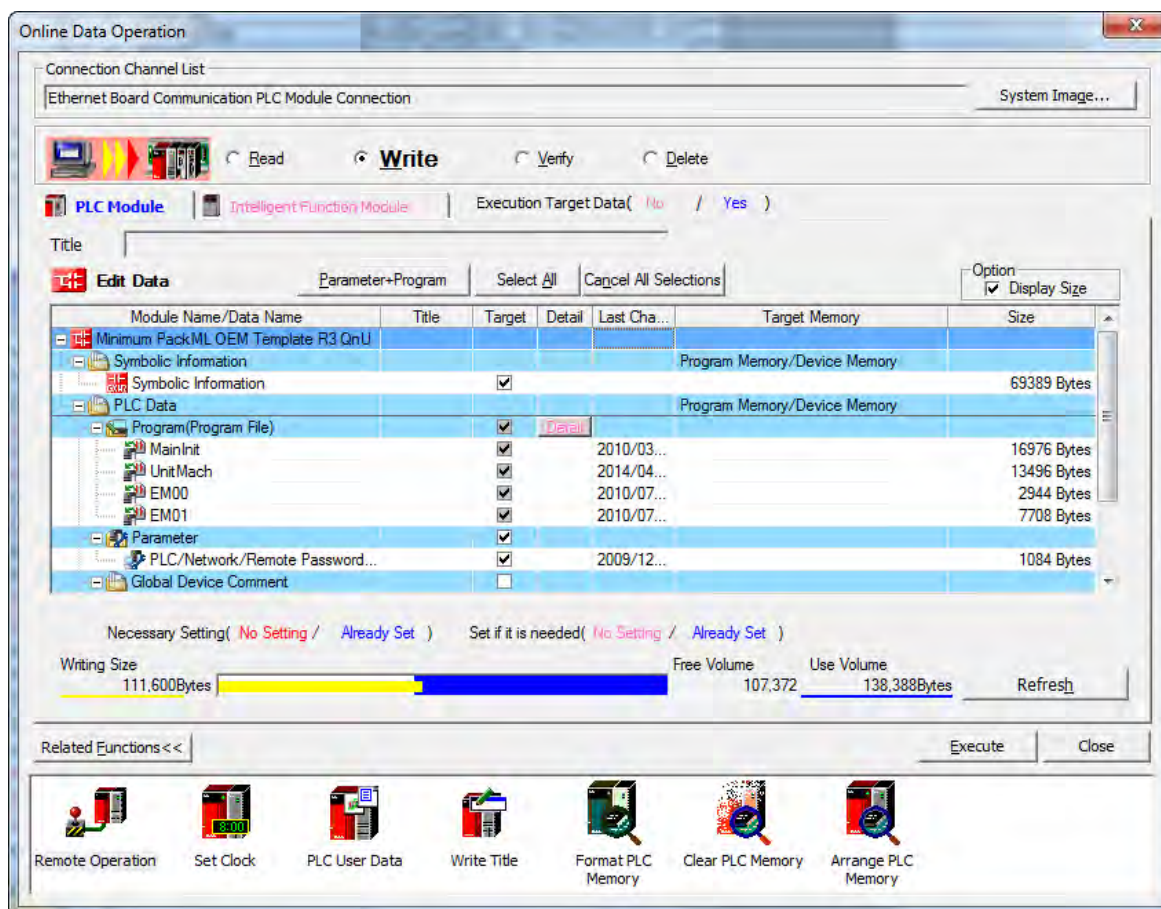 Online Data Operation
Connection Channel List
Ethernet Board Communication PLC Module Connection
System Image...
Read
Write
Verify
Delete
PLC Module
Intelligent Function Module
Execution Target Data( No / Yes )
Title
Edit Data
Parameter+Program
Select All
Cancel All Selections
Option
Display Size
Module Name/Data Name Title Target Detail Last Cha... Target Memory Size
Minimum PackML OEM Template R3 QnU
Symbolic Information Program Memory/Device Memory
Symbolic Information 69389 Bytes
PLC Data Program Memory/Device Memory
Program(Program File) Detail
MainInit 2010/03... 16976 Bytes
UnitMach 2014/04... 13496 Bytes
EM00 2010/07... 2944 Bytes
EM01 2010/07... 7708 Bytes
Parameter
PLC/Network/Remote Password... 2009/12... 1084 Bytes
Global Device Comment
Necessary Setting( No Setting / Already Set ) Set if it is needed( No Setting / Already Set )
Writing Size Free Volume Use Volume
111,600Bytes 107,372 138,388Bytes
Refresh
Related Functions<<
Execute
Close
8:00
Remote Operation
Set Clock
PLC User Data
Write Title
Format PLC
Memory
Clear PLC Memory
Arrange PLC
Memory